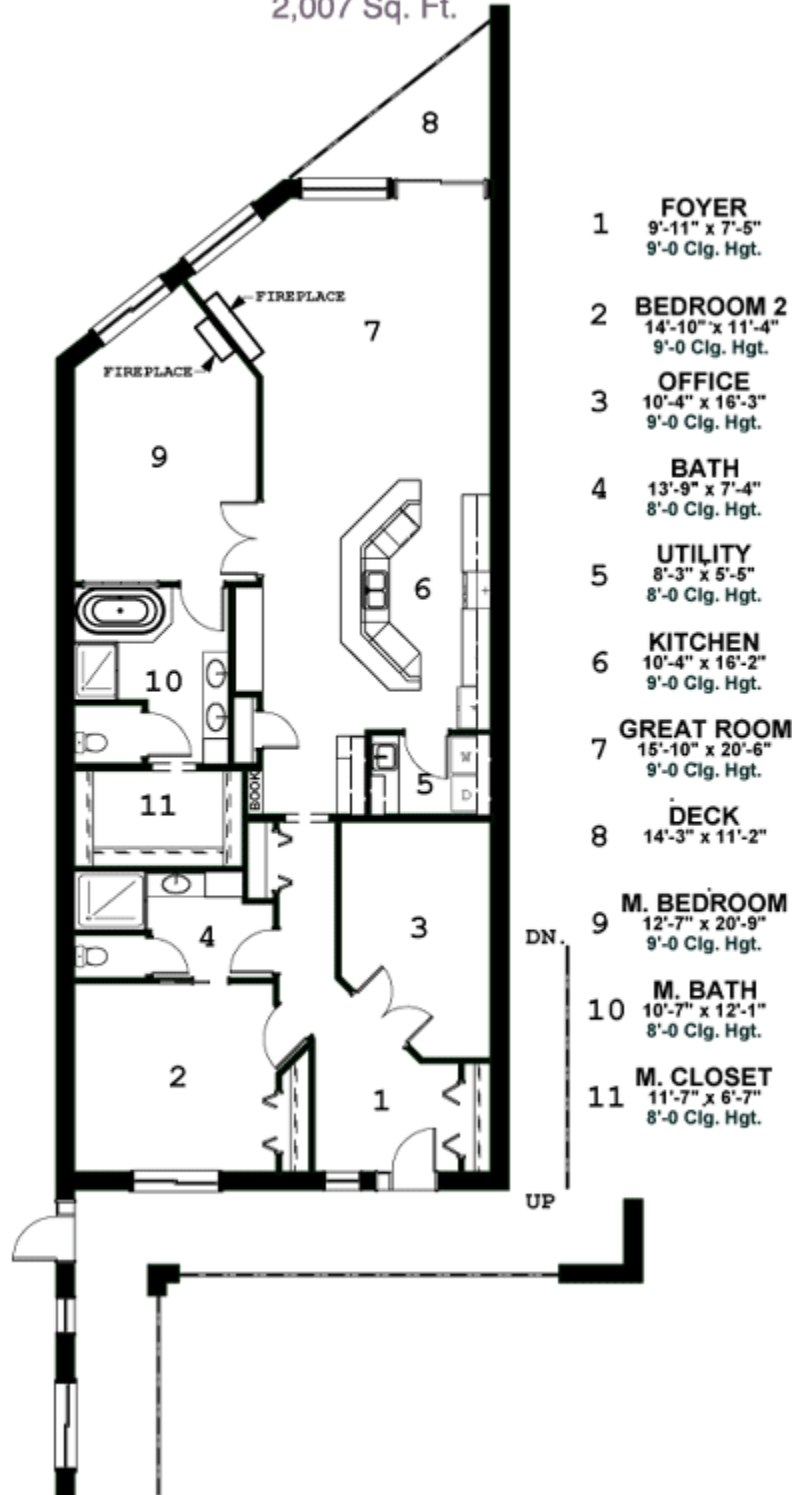 2,007 Sq. Ft.
8
FIREPLACE
7
FIREPLACE
9
6
10
W
5
D
11
BOOK
4
3
DN.
2
1
UP
1 FOYER
9'-11" x 7'-5"
9'-0 Clg. Hgt.
2 BEDROOM 2
14'-10" x 11'-4"
9'-0 Clg. Hgt.
3 OFFICE
10'-4" x 16'-3"
9'-0 Clg. Hgt.
4 BATH
13'-9" x 7'-4"
8'-0 Clg. Hgt.
5 UTILITY
8'-3" x 5'-5"
8'-0 Clg. Hgt.
6 KITCHEN
10'-4" x 16'-2"
9'-0 Clg. Hgt.
7 GREAT ROOM
15'-10" x 20'-6"
9'-0 Clg. Hgt.
8 DECK
14'-3" x 11'-2"
9 M. BEDROOM
12'-7" x 20'-9"
9'-0 Clg. Hgt.
10 M. BATH
10'-7" x 12'-1"
8'-0 Clg. Hgt.
11 M. CLOSET
11'-7" x 6'-7"
8'-0 Clg. Hgt.